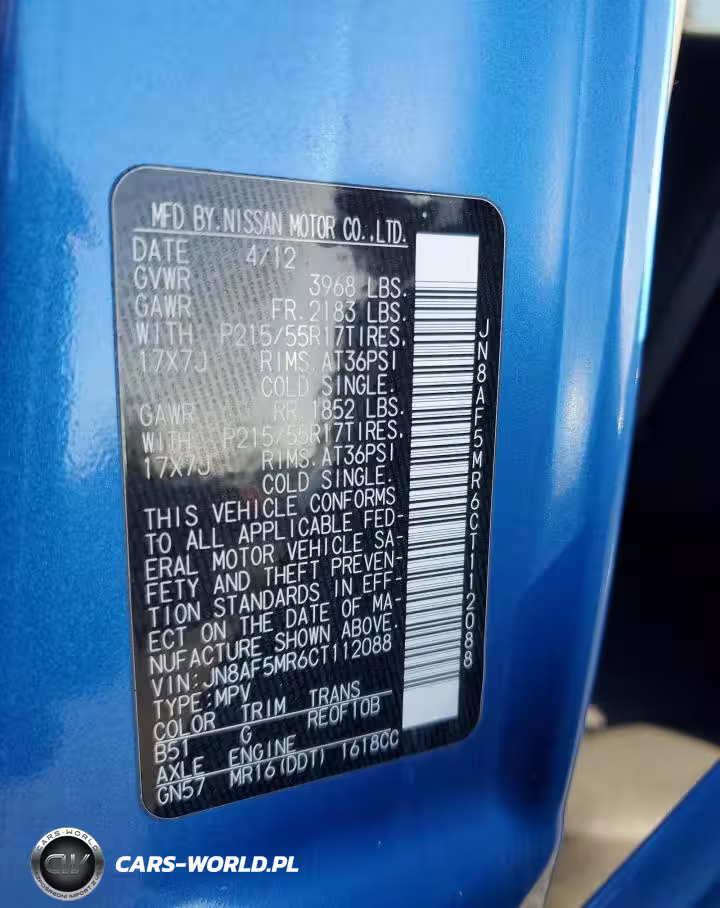 MFD BY.NISSAN MOTOR CO.,LTD.
DATE 4/12
GVWR 3968 LBS.
GAWR FR.2183 LBS.
WITH P215/55R17TIRES,
17X7J RIMS,AT36PSI
COLD SINGLE.
GAWR RR.1852 LBS.
WITH P215/55R17TIRES,
17X7J RIMS,AT36PSI
COLD SINGLE.
THIS VEHICLE CONFORMS
TO ALL APPLICABLE FED-
ERAL MOTOR VEHICLE SA-
FETY AND THEFT PREVEN-
TION STANDARDS IN EFF-
ECT ON THE DATE OF MA-
NUFACTURE SHOWN ABOVE.
VIN:JN8AF5MR6CT112088
TYPE:MPV
COLOR TRIM TRANS
B51 G RE0F10B
AXLE ENGINE
GN57 MR16(DDT) 1618CC
JN8AF5MR6CT112088
CARS-WORLD
CW
CARS-WORLD.PL